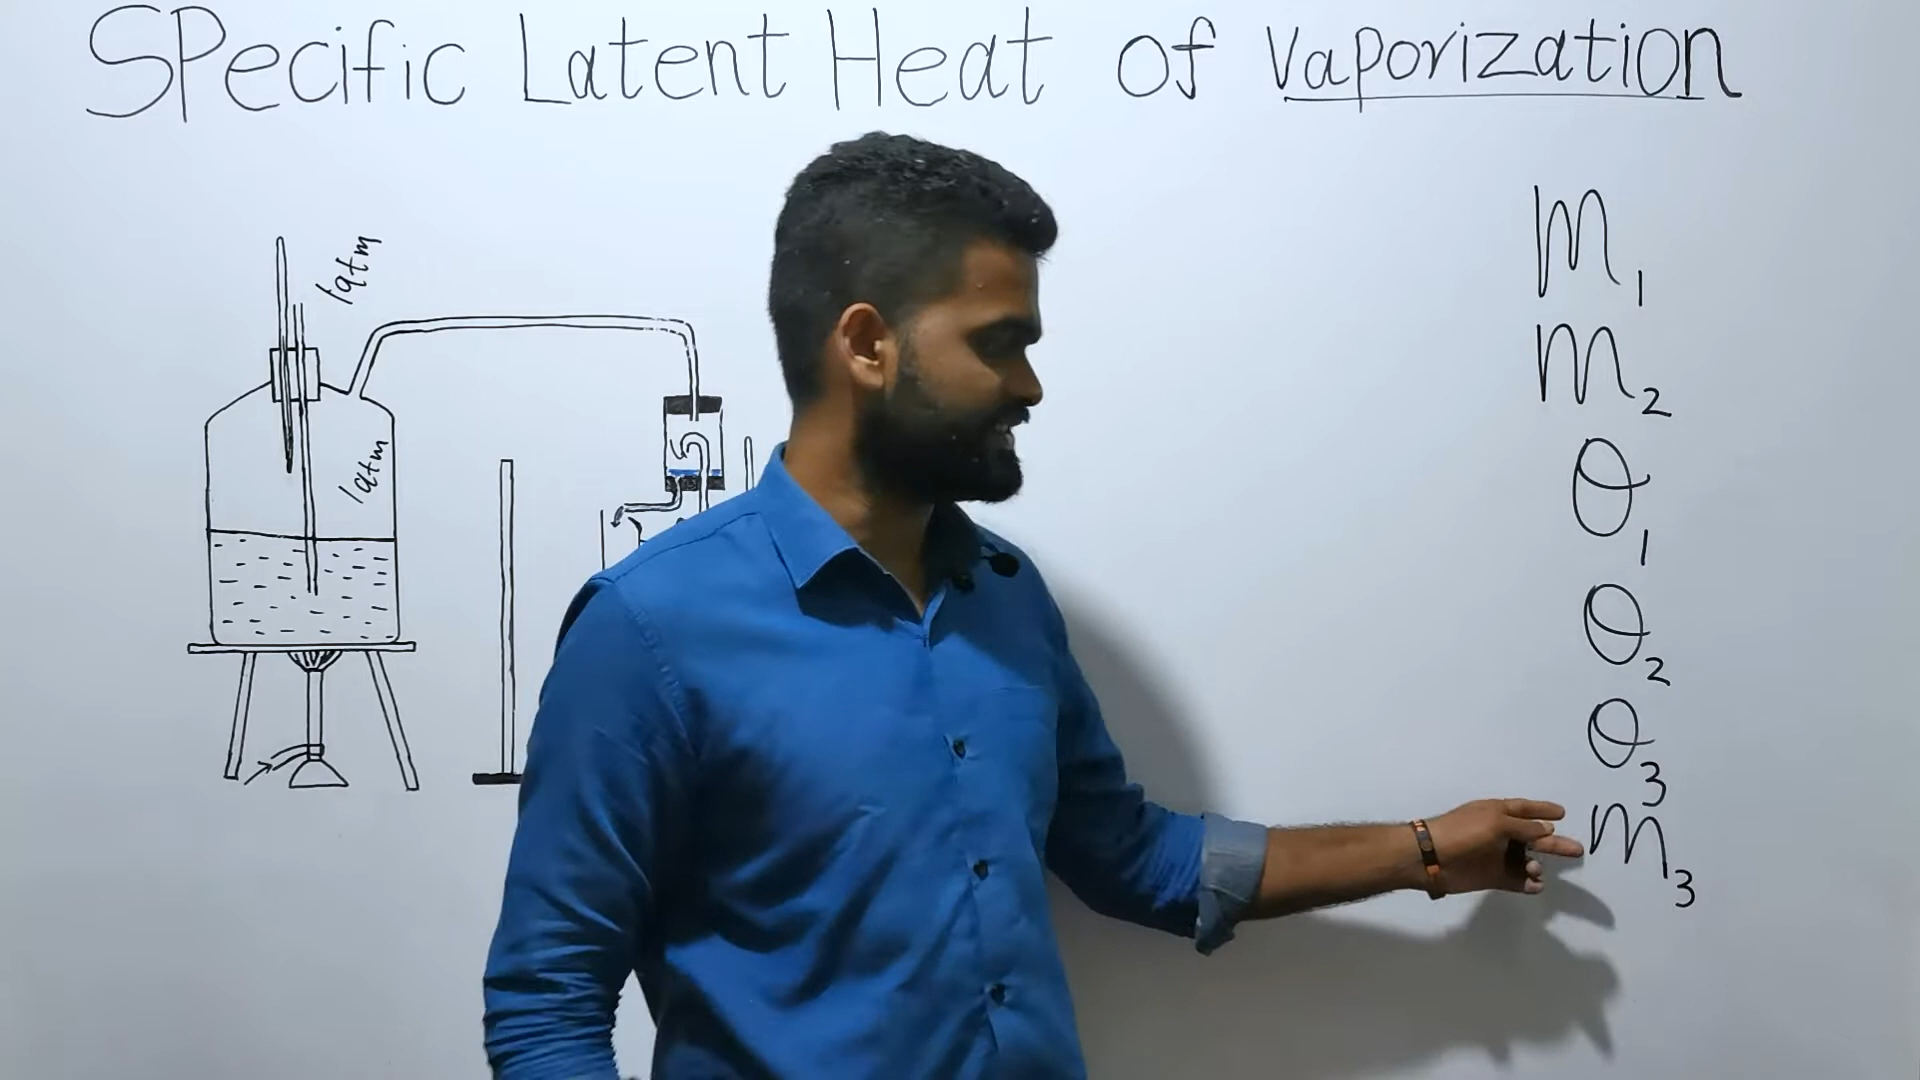 SPecific Latent Heat of Vaporization
1atm
1atm
m1
m2
θ1
θ2
θ3
m3